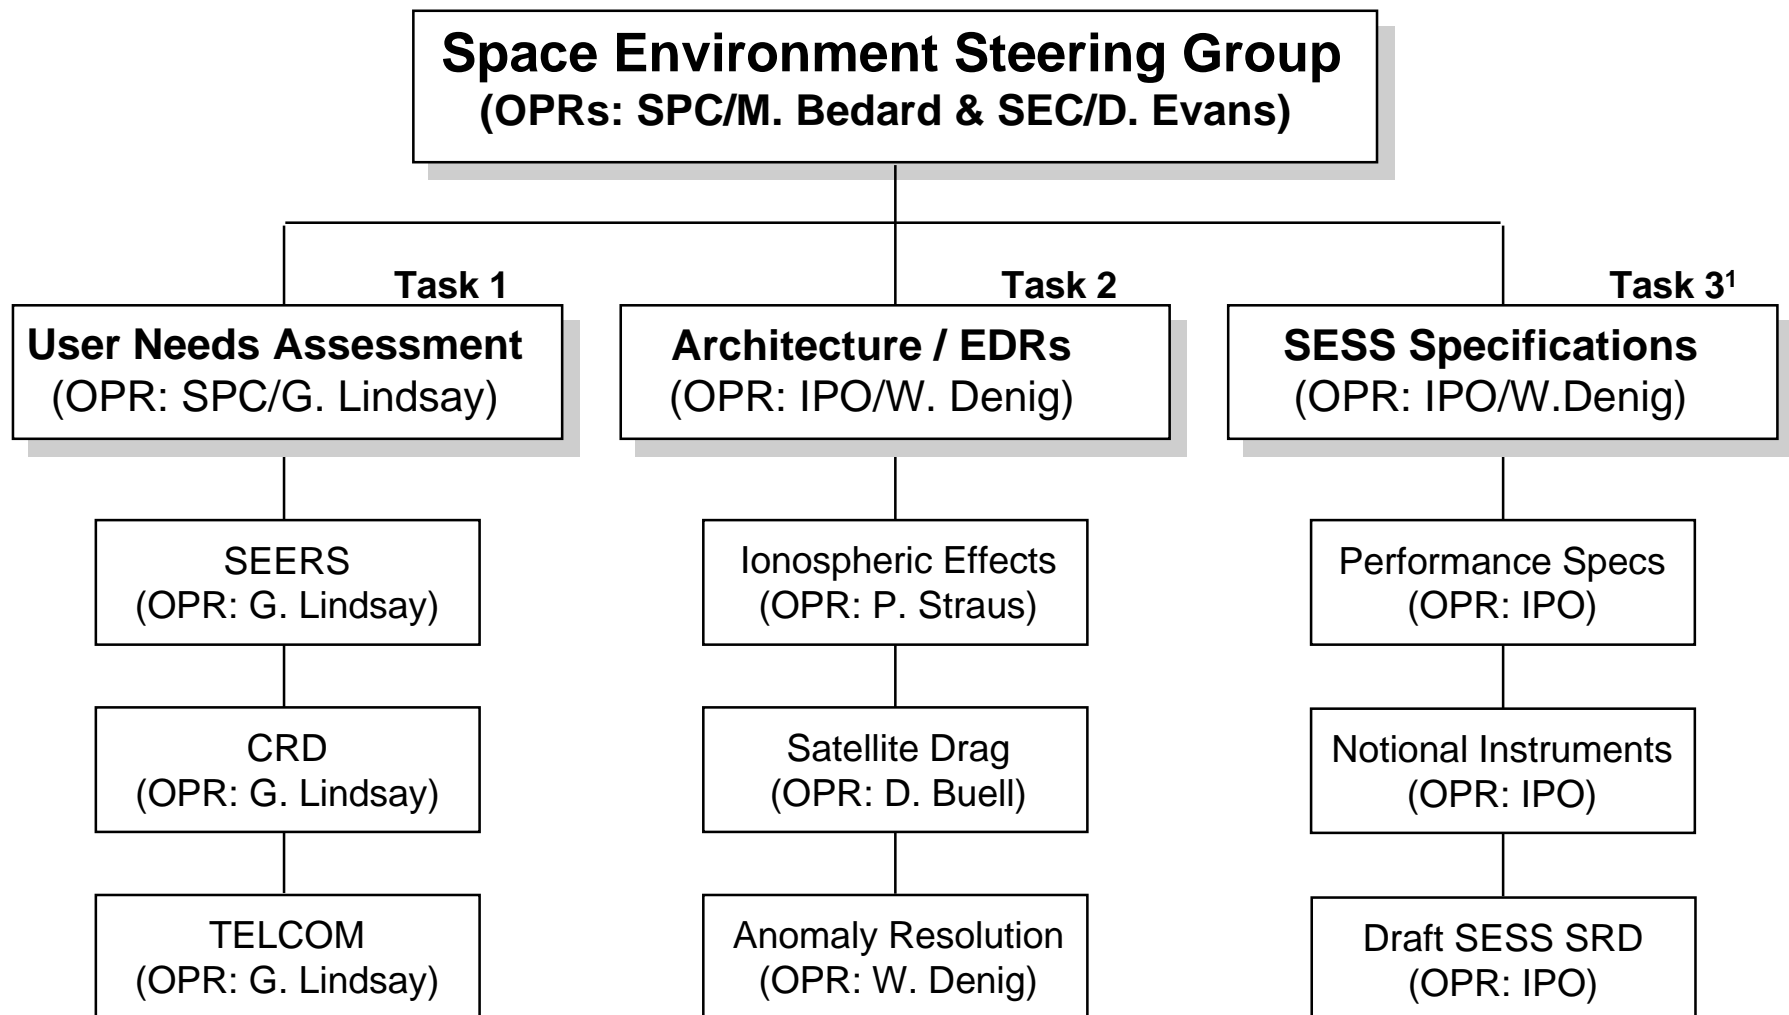 Space Environment Steering Group
(OPRs: SPC/M. Bedard & SEC/D. Evans)
Task 1
User Needs Assessment
(OPR: SPC/G. Lindsay)
SEERS
(OPR: G. Lindsay)
CRD
(OPR: G. Lindsay)
TELCOM
(OPR: G. Lindsay)
Task 2
Architecture / EDRs
(OPR: IPO/W. Denig)
Ionospheric Effects
(OPR: P. Straus)
Satellite Drag
(OPR: D. Buell)
Anomaly Resolution
(OPR: W. Denig)
Task 3¹
SESS Specifications
(OPR: IPO/W.Denig)
Performance Specs
(OPR: IPO)
Notional Instruments
(OPR: IPO)
Draft SESS SRD
(OPR: IPO)